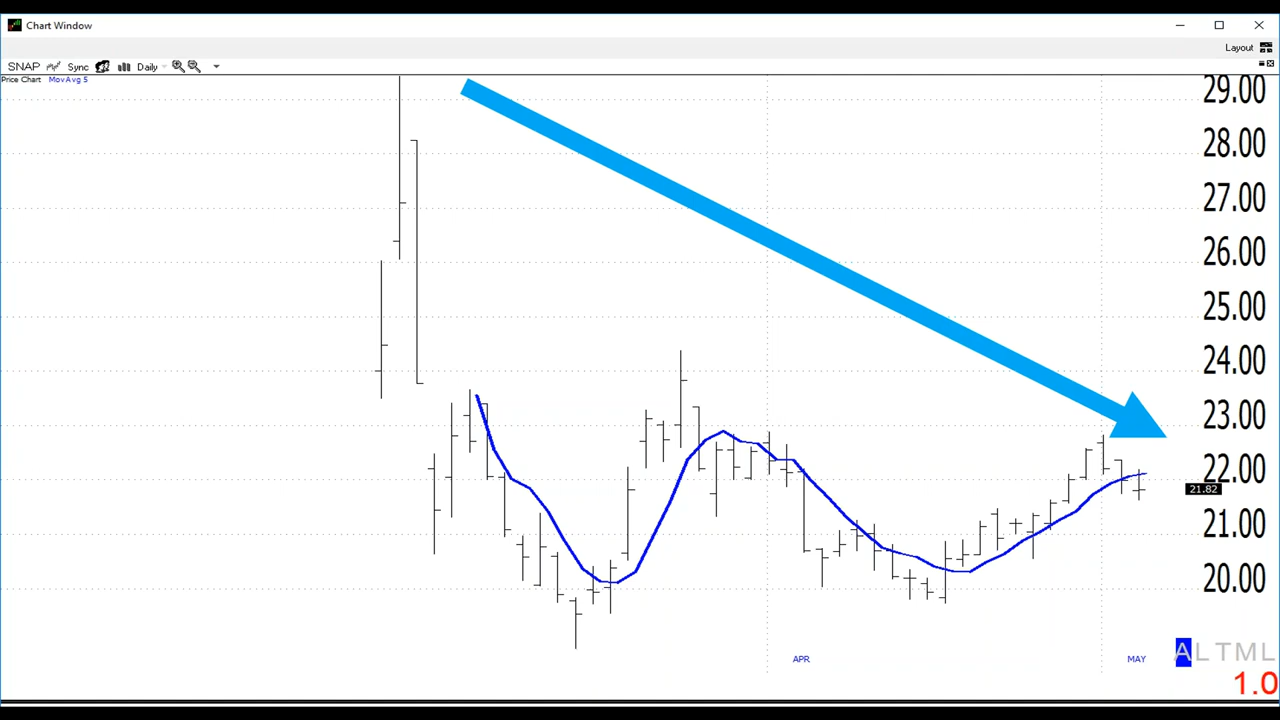 Chart Window
Layout
SNAP Sync Daily
Price Chart MovAvg 5
29.00
28.00
27.00
26.00
25.00
24.00
23.00
22.00
21.82
21.00
20.00
ALTML
APR MAY
1.0